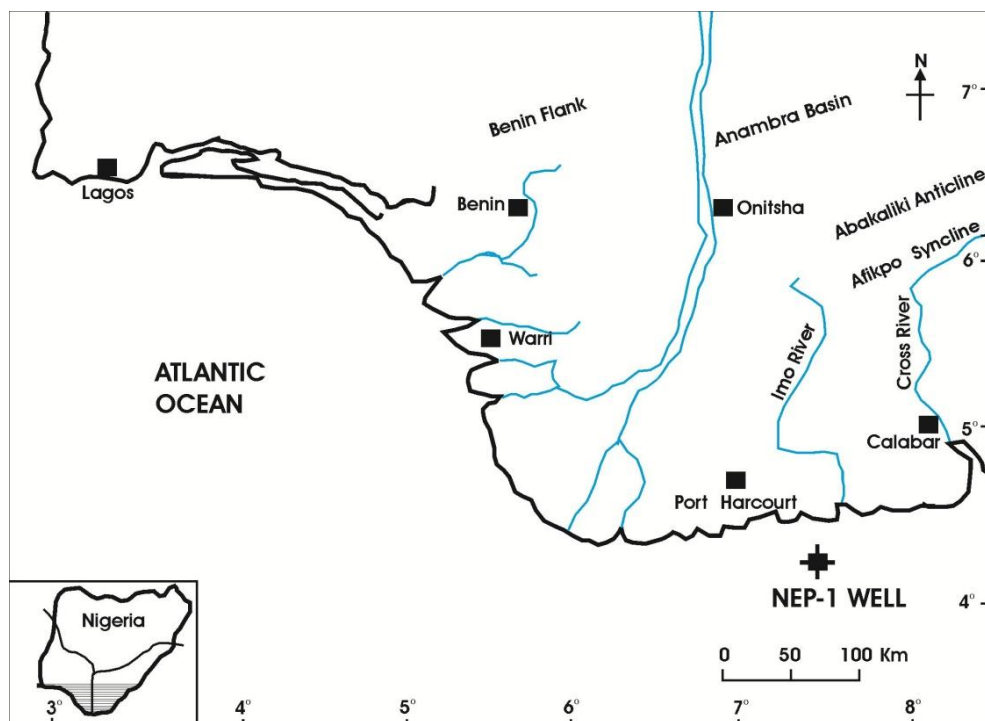 N
7°
Benin Flank
Anambra Basin
Lagos
Benin
Onitsha
Abakaliki Anticline
Afikpo Syncline
6°
Warri
Imo River
Cross River
ATLANTIC
OCEAN
5°
Calabar
Port Harcourt
NEP-1 WELL
4°
Nigeria
0 50 100 Km
3° 4° 5° 6° 7° 8°